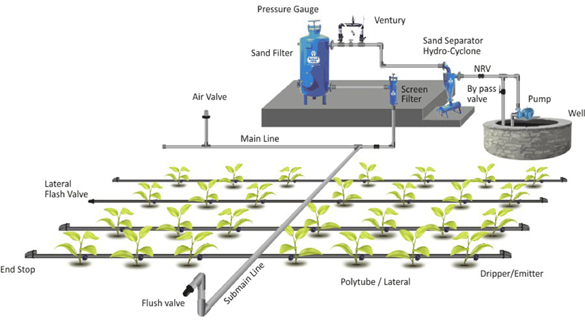 Pressure Gauge
Ventury
Sand Separator
Hydro-Cyclone
Sand Filter
NRV
Screen
Filter
By pass
valve
Pump
Air Valve
Well
Main Line
Lateral
Flash Valve
End Stop
Submain Line
Polytube / Lateral
Dripper/Emitter
Flush valve